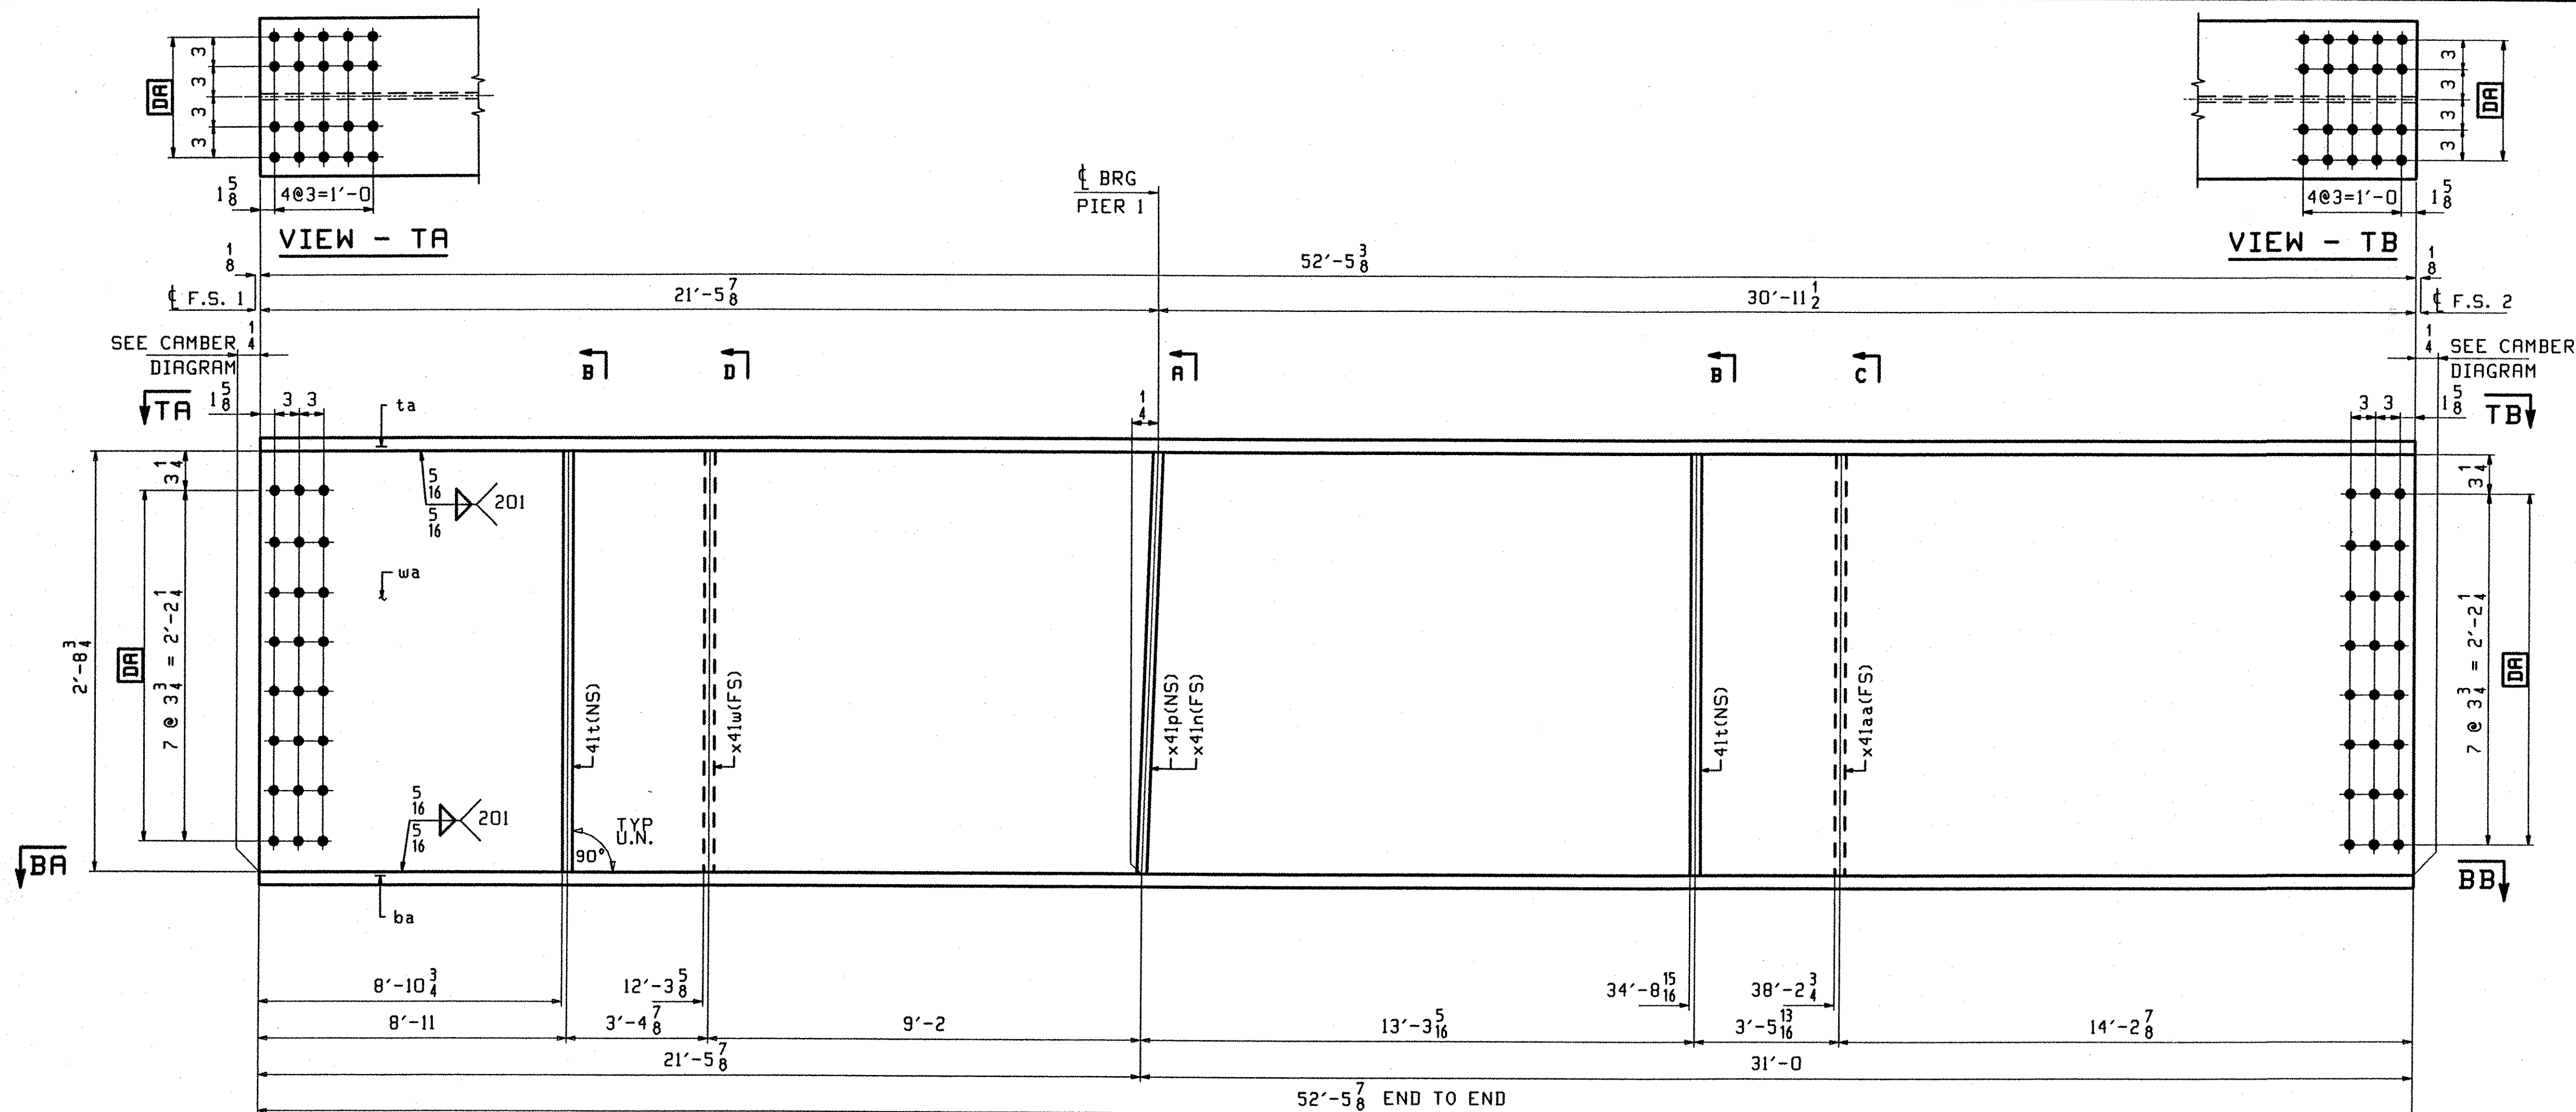 DA
3
3
3
3
1 5/8
4@3=1'-0
VIEW - TA
3
3
3
3
DA
4@3=1'-0
1 5/8
VIEW - TB
℄ BRG
PIER 1
1/8
52'-5 3/8
1/8
℄ F.S. 1
21'-5 7/8
30'-11 1/2
℄ F.S. 2
SEE CAMBER
DIAGRAM
1/4
B
D
A
B
C
1/4
SEE CAMBER
DIAGRAM
TA
1 5/8
3
3
ta
1/4
3
3
1 5/8
TB
3 1/4
5/16
5/16
201
3 1/4
wa
2'-8 3/4
DA
7 @ 3 3/4 = 2'-2 1/4
41t(NS)
x41w(FS)
x41p(NS)
x41n(FS)
41t(NS)
x41aa(FS)
7 @ 3 3/4 = 2'-2 1/4
DA
5/16
5/16
201
TYP
U.N.
90°
BA
BB
ba
8'-10 3/4
12'-3 5/8
34'-8 15/16
38'-2 3/4
8'-11
3'-4 7/8
9'-2
13'-3 5/16
3'-5 13/16
14'-2 7/8
21'-5 7/8
31'-0
52'-5 7/8 END TO END